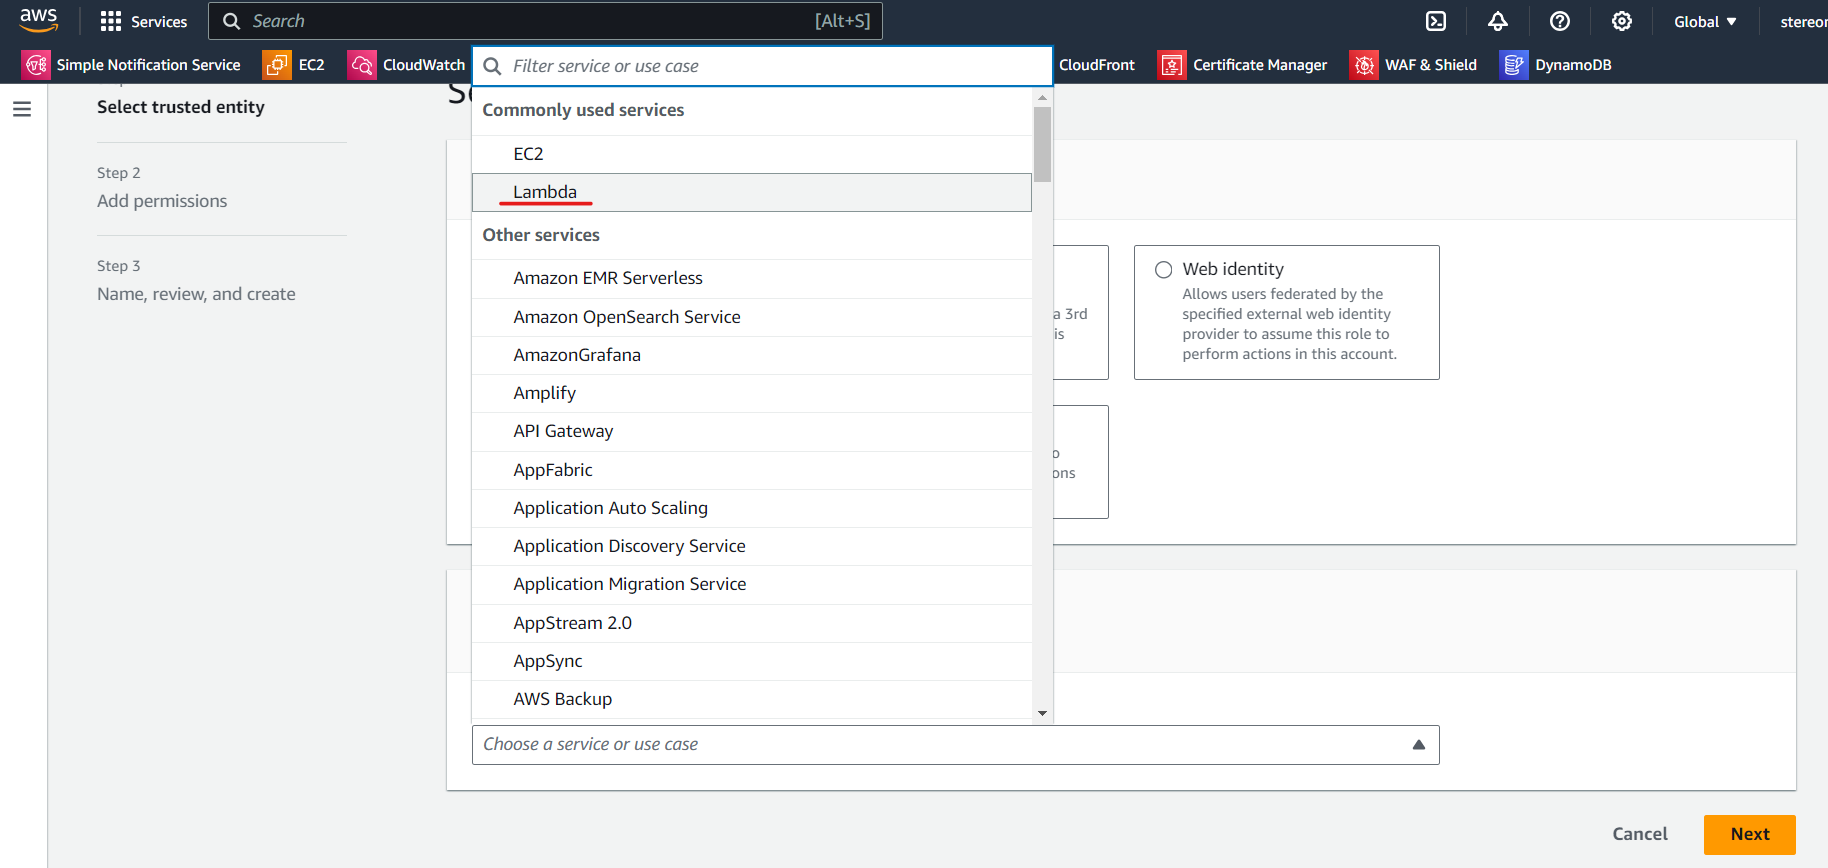 aws
Services
Search
[Alt+S]
Global
Simple Notification Service
EC2
CloudWatch
Filter service or use case
CloudFront
Certificate Manager
WAF & Shield
DynamoDB
Select trusted entity
Step 2
Add permissions
Step 3
Name, review, and create
Commonly used services
EC2
Lambda
Other services
Amazon EMR Serverless
Amazon OpenSearch Service
AmazonGrafana
Amplify
API Gateway
AppFabric
Application Auto Scaling
Application Discovery Service
Application Migration Service
AppStream 2.0
AppSync
AWS Backup
a 3rd
is
Web identity
Allows users federated by the
specified external web identity
provider to assume this role to
perform actions in this account.
Choose a service or use case
Cancel
Next